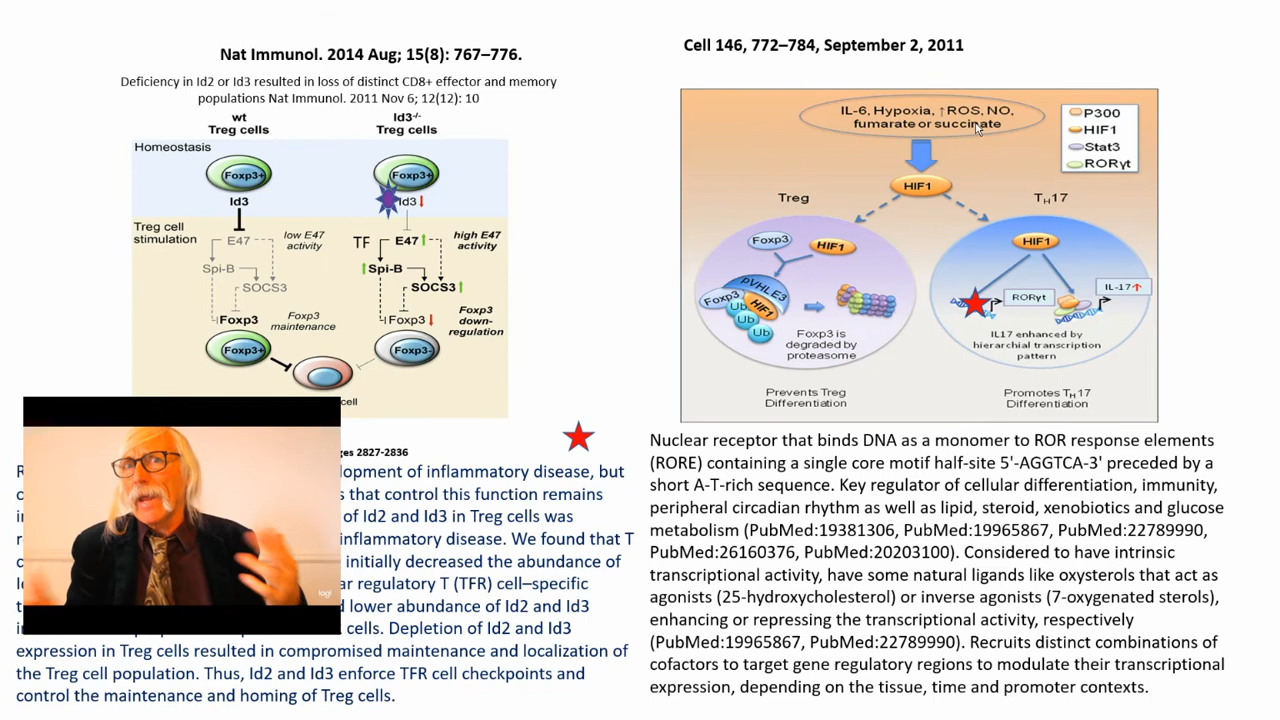 Nat Immunol. 2014 Aug; 15(8): 767–776.
Deficiency in Id2 or Id3 resulted in loss of distinct CD8+ effector and memory
populations Nat Immunol. 2011 Nov 6; 12(12): 10
wt
Treg cells
Id3-/-
Treg cells
Homeostasis
Foxp3+
Foxp3+
Id3
Id3
Treg cell
stimulation
E47
low E47
activity
TF
E47
high E47
activity
Spi-B
Spi-B
SOCS3
SOCS3
Foxp3
Foxp3
maintenance
Foxp3
Foxp3
down-
regulation
Foxp3+
Foxp3-
cell
ges 2827-2836
R
lopment of inflammatory disease, but
s that control this function remains
of Id2 and Id3 in Treg cells was
inflammatory disease. We found that T
initially decreased the abundance of
ar regulatory T (TFR) cell–specific
d lower abundance of Id2 and Id3
cells. Depletion of Id2 and Id3
expression in Treg cells resulted in compromised maintenance and localization of
the Treg cell population. Thus, Id2 and Id3 enforce TFR cell checkpoints and
control the maintenance and homing of Treg cells.
logi
Cell 146, 772–784, September 2, 2011
IL-6, Hypoxia, ↑ROS, NO,
fumarate or succinate
P300
HIF1
Stat3
RORγt
HIF1
Treg
TH17
Foxp3
HIF1
HIF1
pVHLE3
Foxp3
HIF1
Ub
Ub
Ub
RORγt
IL-17↑
Foxp3 is
degraded by
proteasome
IL17 enhanced by
hierarchial transcription
pattern
Prevents Treg
Differentiation
Promotes TH17
Differentiation
Nuclear receptor that binds DNA as a monomer to ROR response elements
(RORE) containing a single core motif half-site 5'-AGGTCA-3' preceded by a
short A-T-rich sequence. Key regulator of cellular differentiation, immunity,
peripheral circadian rhythm as well as lipid, steroid, xenobiotics and glucose
metabolism (PubMed:19381306, PubMed:19965867, PubMed:22789990,
PubMed:26160376, PubMed:20203100). Considered to have intrinsic
transcriptional activity, have some natural ligands like oxysterols that act as
agonists (25-hydroxycholesterol) or inverse agonists (7-oxygenated sterols),
enhancing or repressing the transcriptional activity, respectively
(PubMed:19965867, PubMed:22789990). Recruits distinct combinations of
cofactors to target gene regulatory regions to modulate their transcriptional
expression, depending on the tissue, time and promoter contexts.